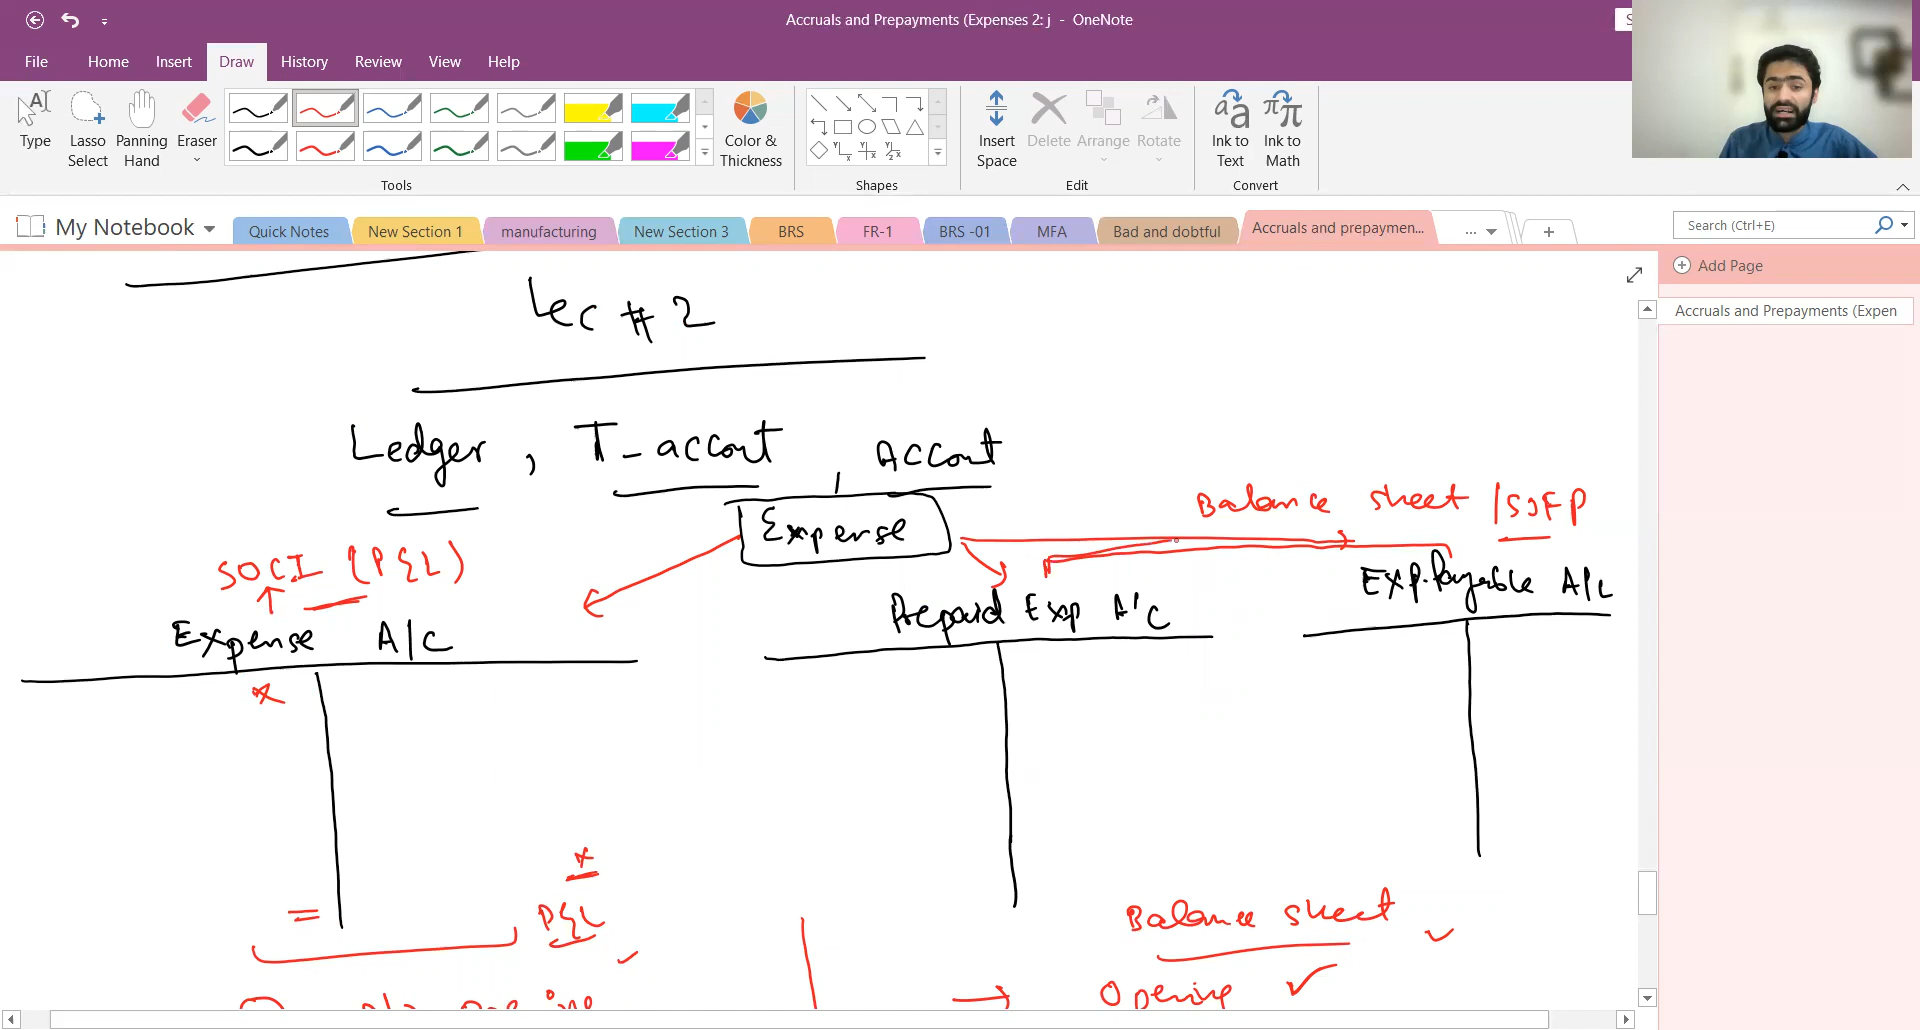 Accruals and Prepayments (Expenses 2: j - OneNote
File Home Insert Draw History Review View Help
Type
Lasso Select
Panning Hand
Eraser
Color & Thickness
Insert Space
Delete
Arrange
Rotate
Ink to Text
Ink to Math
Tools
Shapes
Edit
Convert
My Notebook
Quick Notes
New Section 1
manufacturing
New Section 3
BRS
FR-1
BRS -01
MFA
Bad and doubtful
Accruals and prepaymen...
...
Search (Ctrl+E)
Add Page
Accruals and Prepayments (Expen
Lec # 2
Ledger , T-accout , Accout
Balance sheet / SOFP
Expense
SOCI (P&L)
Exp. Payable A/C
Prepaid Exp A/C
Expense A/C
P&L
Balance sheet
Opening